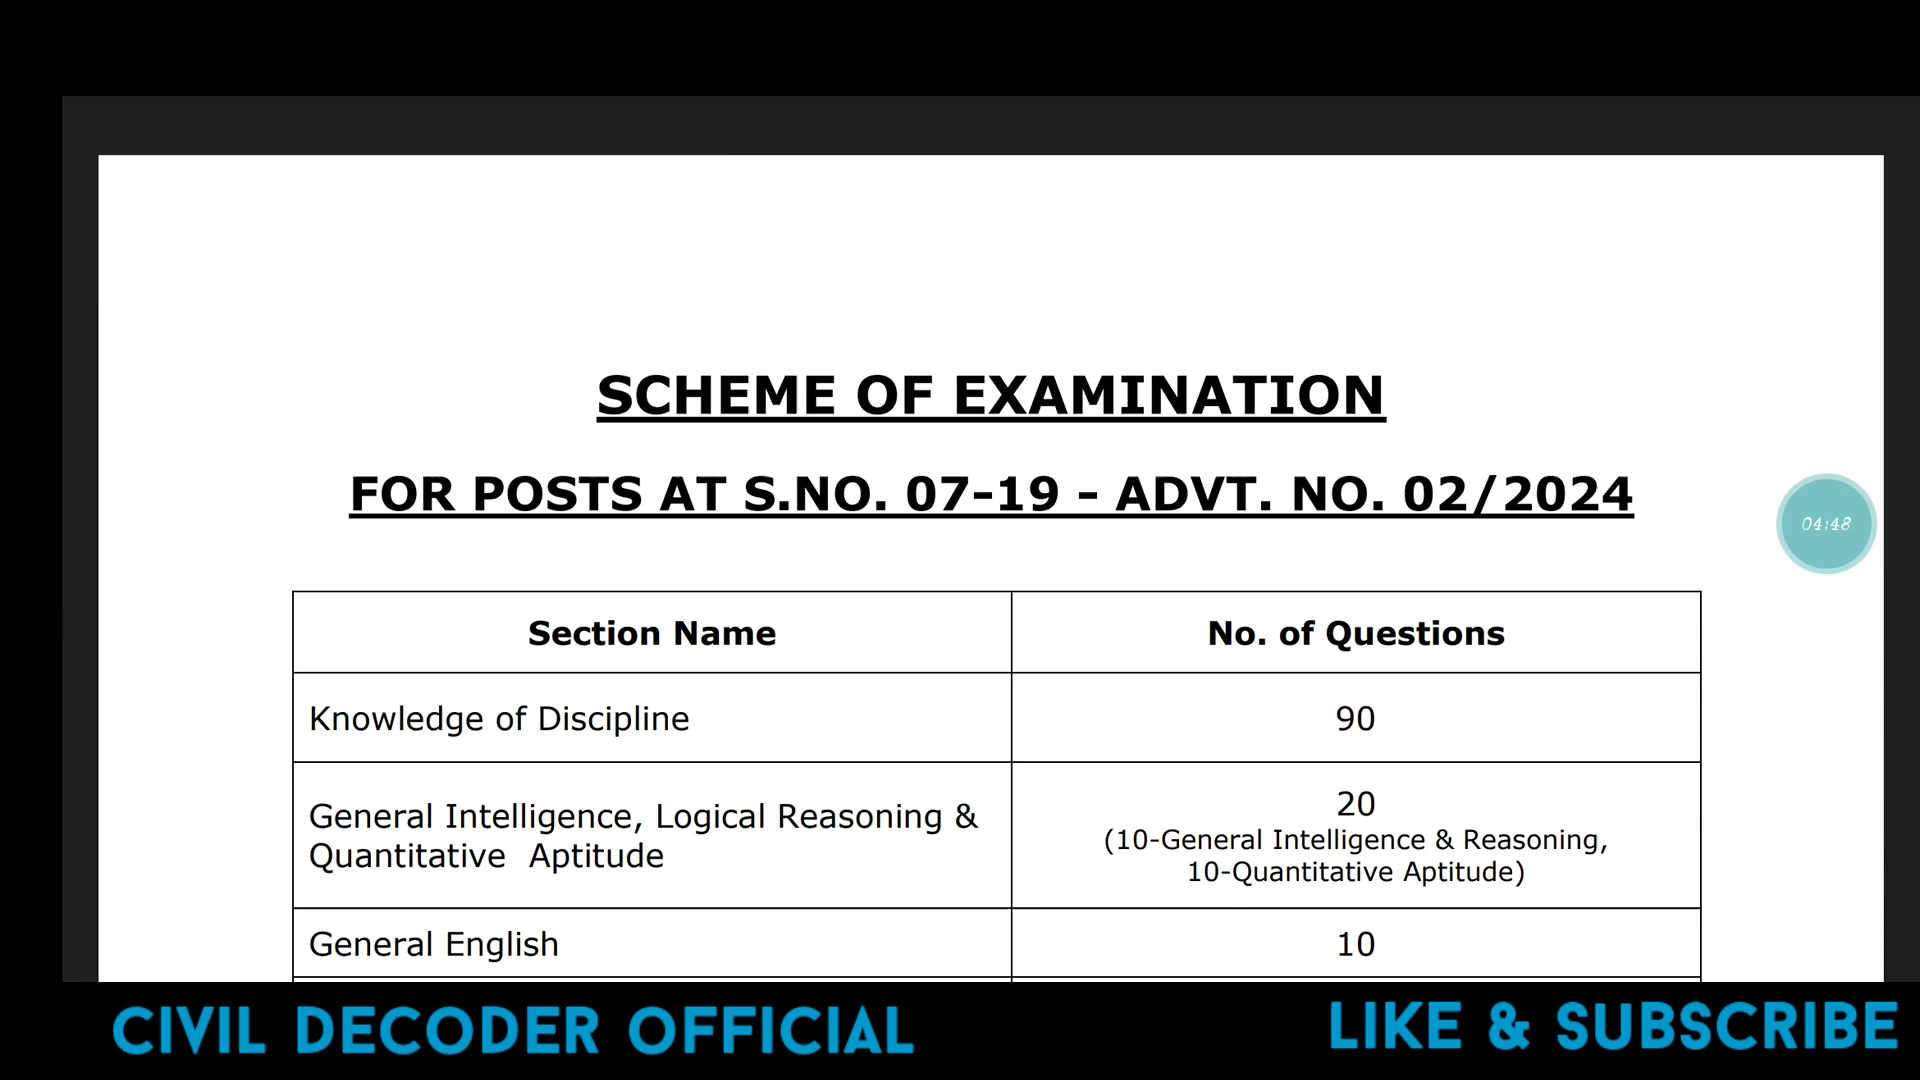 SCHEME OF EXAMINATION
FOR POSTS AT S.NO. 07-19 - ADVT. NO. 02/2024
04:48
Section Name
No. of Questions
Knowledge of Discipline
90
General Intelligence, Logical Reasoning &
Quantitative Aptitude
20
(10-General Intelligence & Reasoning,
10-Quantitative Aptitude)
General English
10
CIVIL DECODER OFFICIAL
LIKE & SUBSCRIBE